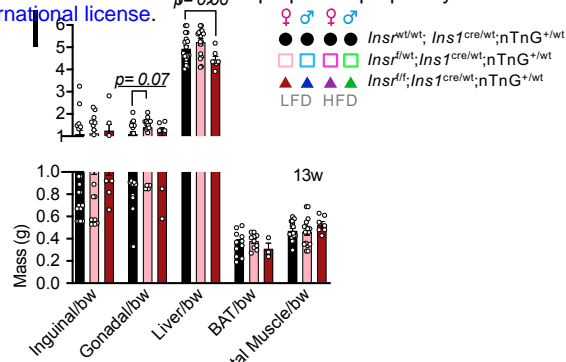 rnational license.
p= 0.06
♀ ♂ ♀ ♂
Insr^wt/wt; Ins1^cre/wt;nTnG^+/wt
Insr^f/wt;Ins1^cre/wt;nTnG^+/wt
Insr^f/f;Ins1^cre/wt;nTnG^+/wt
LFD HFD
6
5
4
3
2
1
p= 0.07
1.0
0.8
0.6
0.4
0.2
0.0
Mass (g)
13w
Inguinal/bw
Gonadal/bw
Liver/bw
BAT/bw
tal Muscle/bw